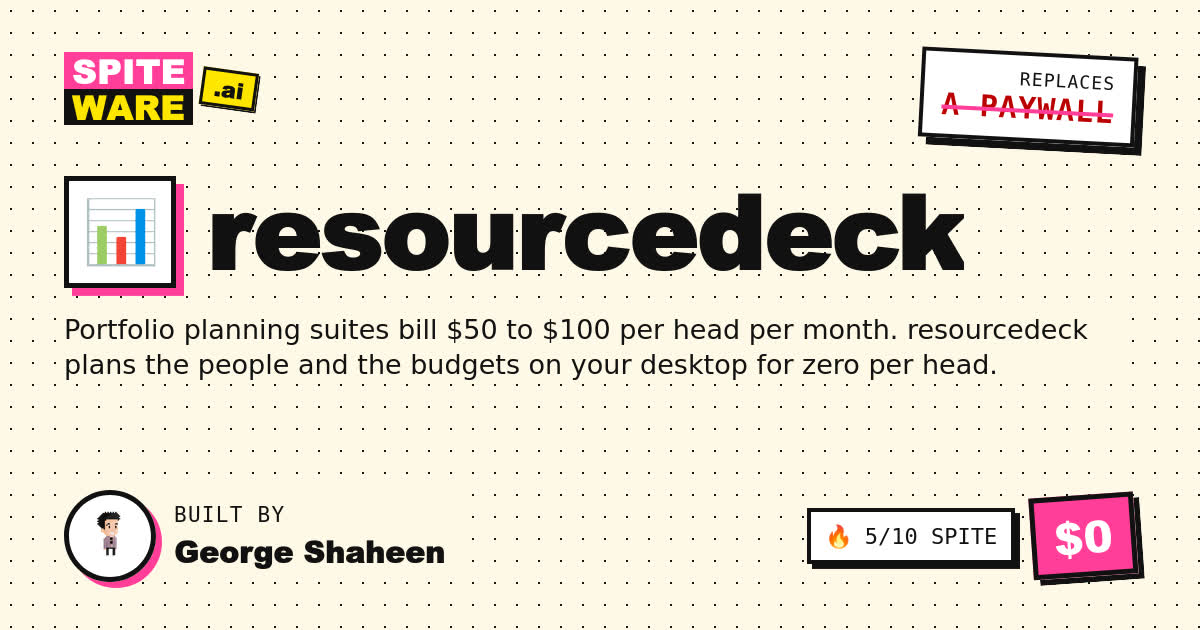 SPITE
WARE
.ai
REPLACES
A PAYWALL
resourcedeck
Portfolio planning suites bill $50 to $100 per head per month. resourcedeck
plans the people and the budgets on your desktop for zero per head.
BUILT BY
George Shaheen
5/10 SPITE
$0